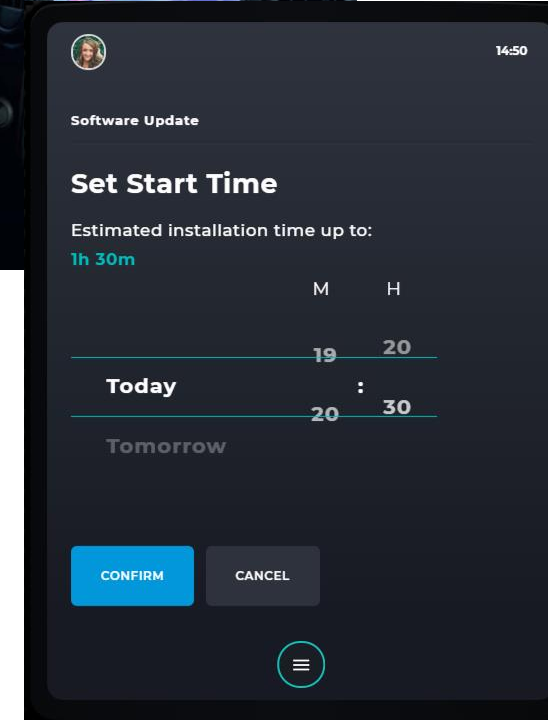 14:50
Software Update
Set Start Time
Estimated installation time up to:
1h 30m
M H
19 20
Today :
20 30
Tomorrow
CONFIRM CANCEL